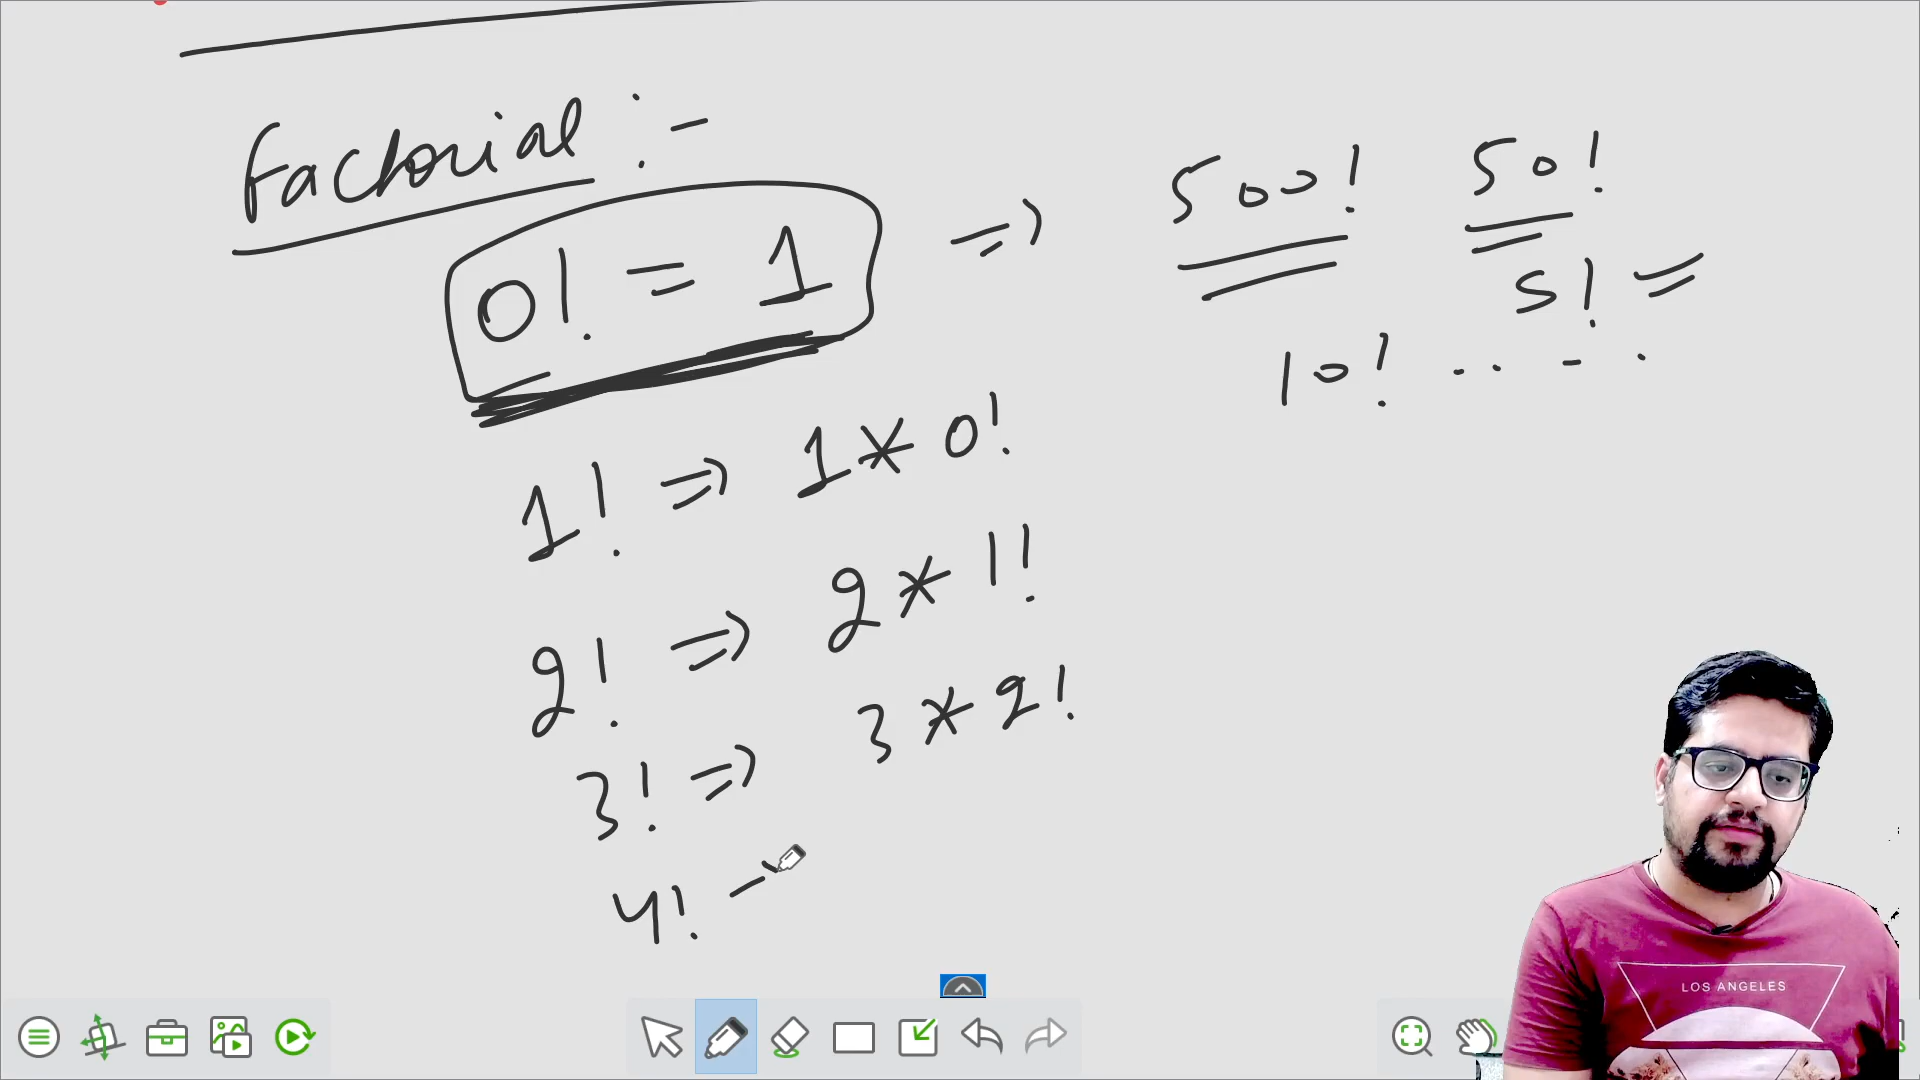 Factorial :-
0! = 1 => 500! 50!
5! =
10! . . - .
1! => 1 * 0!
2! => 2 * 1!
3! => 3 * 2!
4! -
LOS ANGELES